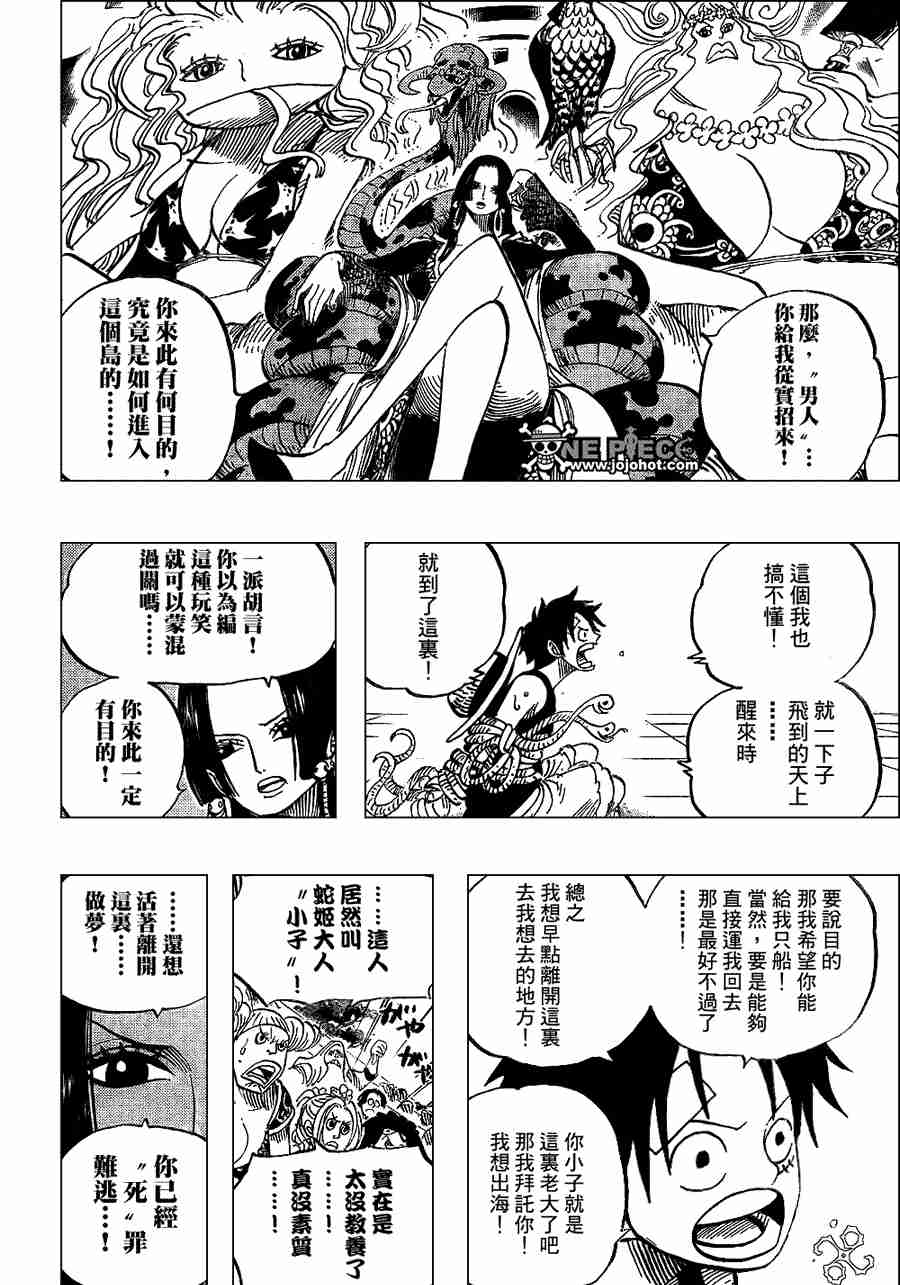 那麼，〝男人〞…
你給我從實招來！
你來此有何目的，
究竟是如何進入
這個島的……！
ONE PIECE
www.jojohot.com
這個我也
搞不懂！
就一下子
飛到的天上
……
醒來時
就到了這裏！
一派胡言！
你以為編
這種玩笑
就可以蒙混
過關嗎……
你來此一定
有目的！
要說目的
那我希望你能
給我只船！
當然，要是能夠
直接運我回去
那是最好不過了
……！
總之
我想早點離開這裏
去我想去的地方！
你小子就是
這裏老大了吧
那我拜託你！
我想出海！
……這人
居然叫
蛇姬大人
〝小子〞！
がや
がや
實在是
太沒教養了
……！
真沒素質
……！
……還想
活著離開
這裏……
做夢！
你已經
〝死〞罪
難逃……！